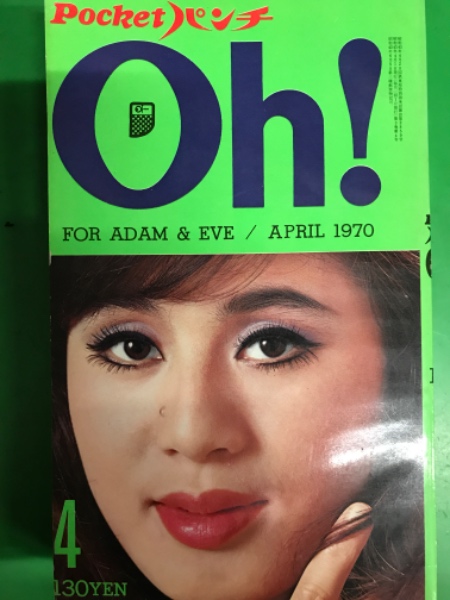 Pocketパンチ
Oh!
FOR ADAM & EVE / APRIL 1970
4
130YEN